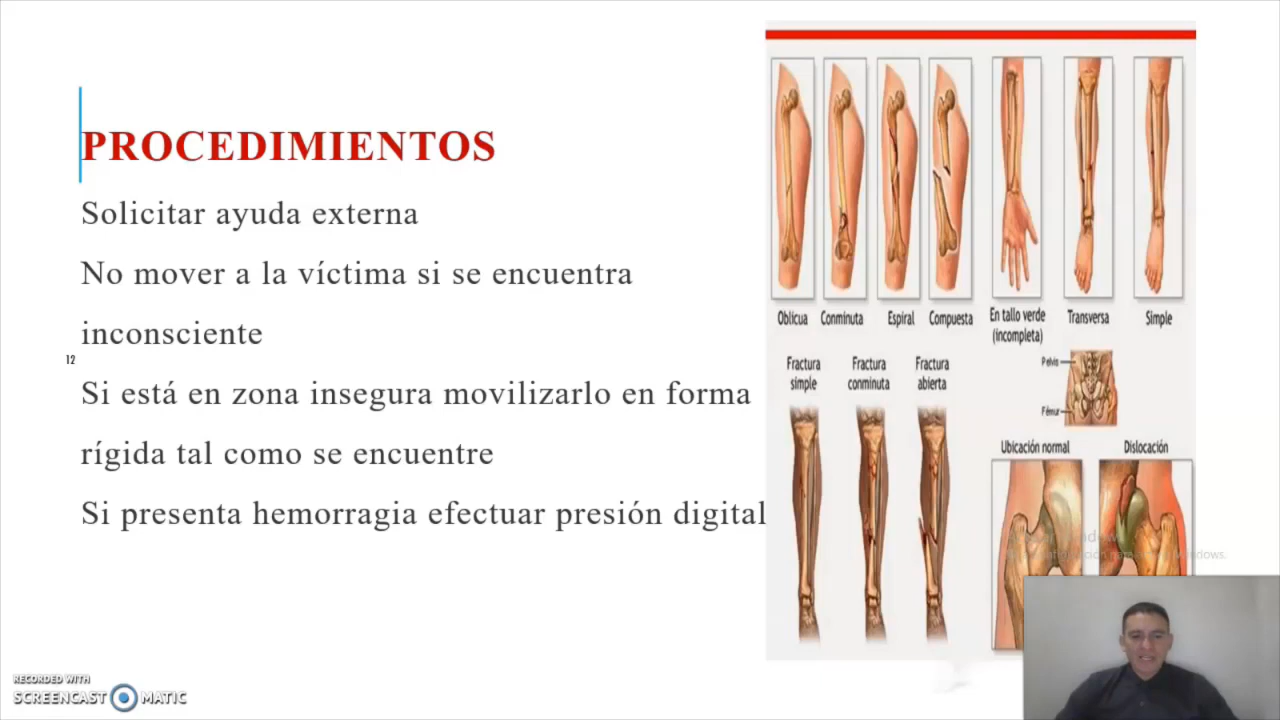 PROCEDIMIENTOS
Solicitar ayuda externa
No mover a la víctima si se encuentra
inconsciente
12
Si está en zona insegura movilizarlo en forma
rígida tal como se encuentre
Si presenta hemorragia efectuar presión digital
Oblicua Conminuta Espiral Compuesta En tallo verde Transversa Simple
(incompleta)
Fractura Fractura Fractura
simple conminuta abierta
Pelvis
Fémur
Ubicación normal Dislocación
RECORDED WITH
SCREENCAST MATIC